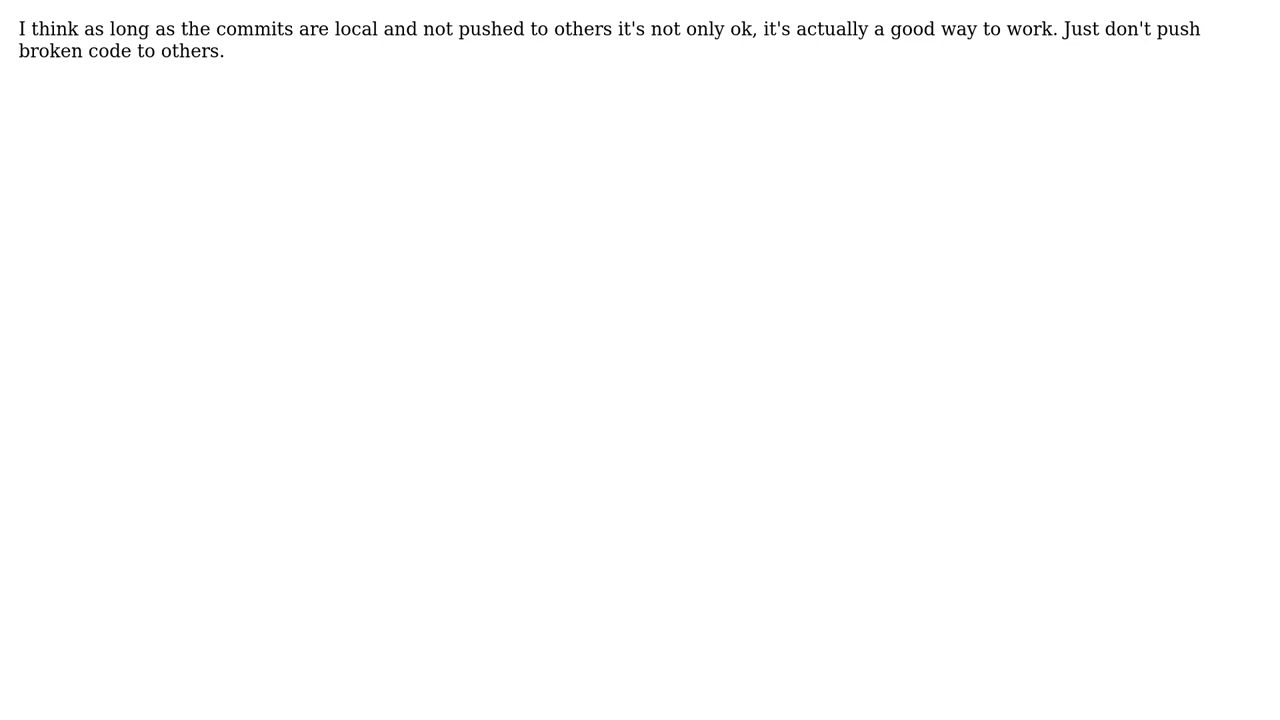 I think as long as the commits are local and not pushed to others it's not only ok, it's actually a good way to work. Just don't push
broken code to others.